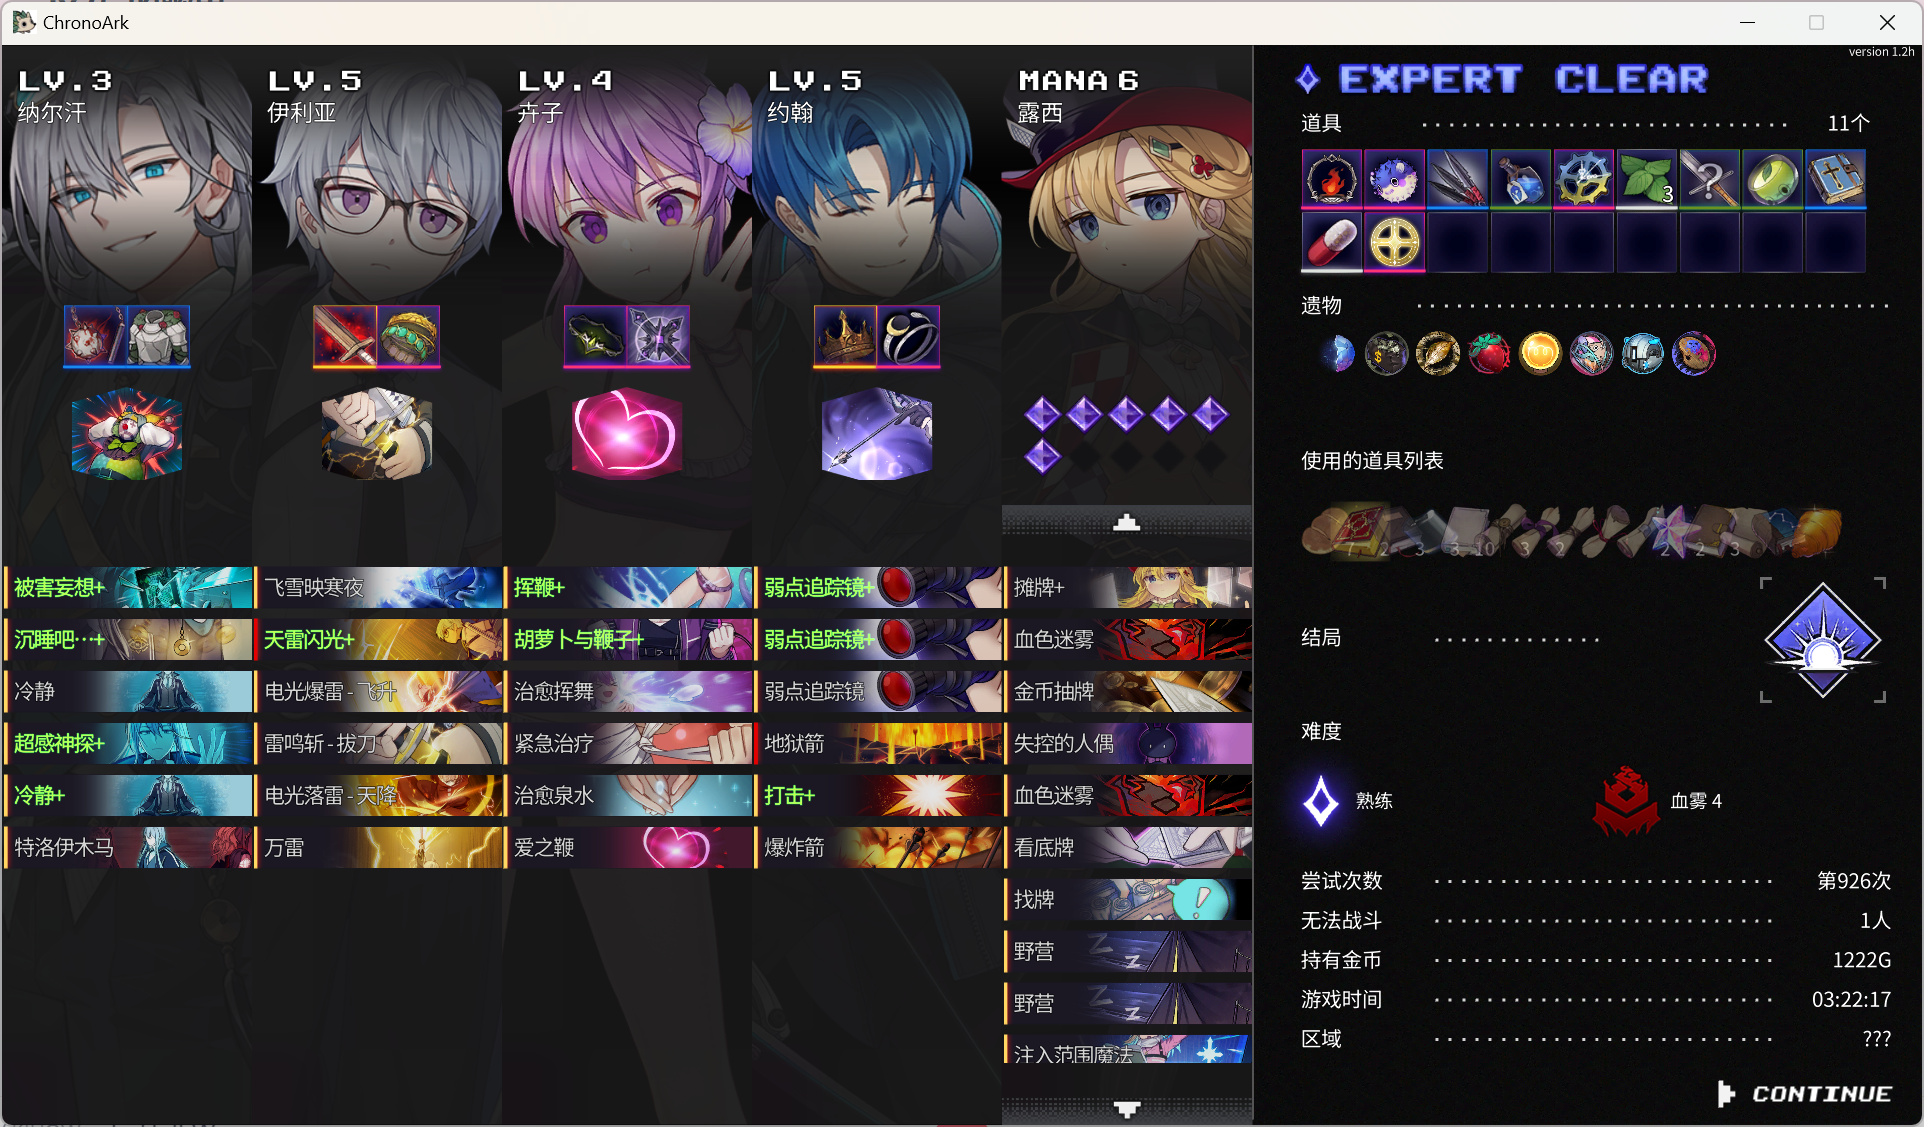 ChronoArk
version 1.2h
LV.3
纳尔汗
LV.5
伊利亚
LV.4
卉子
LV.5
约翰
MANA 6
露西
被害妄想+
沉睡吧…+
冷静
超感神探+
冷静+
特洛伊木马
飞雪映寒夜
天雷闪光+
电光爆雷 - 飞升
雷鸣斩 - 拔刀
电光落雷 - 天降
万雷
挥鞭+
胡萝卜与鞭子+
治愈挥舞
紧急治疗
治愈泉水
爱之鞭
弱点追踪镜+
弱点追踪镜+
弱点追踪镜
地狱箭
打击+
爆炸箭
摊牌+
血色迷雾
金币抽牌
失控的人偶
血色迷雾
看底牌
找牌
野营
野营
注入范围魔法
EXPERT CLEAR
道具 11个
3
遗物
使用的道具列表
7 2 3 3 10 3 2 2 2 3
结局
难度
熟练
血雾 4
尝试次数 第926次
无法战斗 1人
持有金币 1222G
游戏时间 03:22:17
区域 ???
CONTINUE